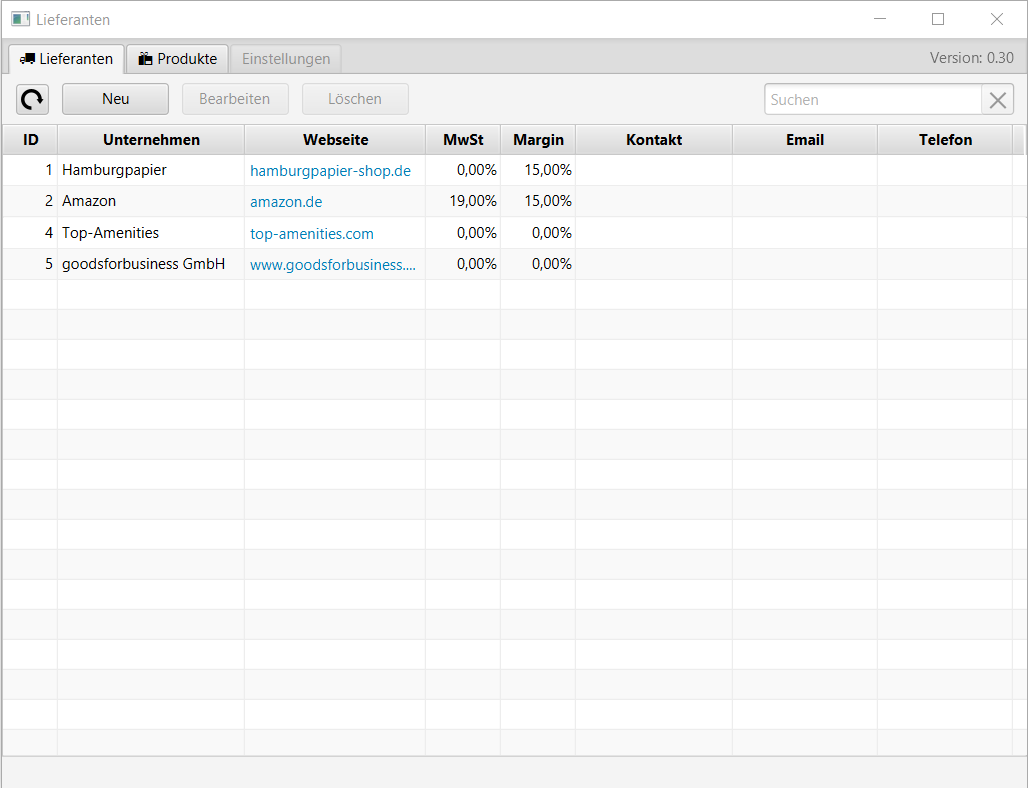 Lieferanten
Lieferanten Produkte Einstellungen Version: 0.30
Neu Bearbeiten Löschen Suchen
ID Unternehmen Webseite MwSt Margin Kontakt Email Telefon
1 Hamburgpapier hamburgpapier-shop.de 0,00% 15,00%
2 Amazon amazon.de 19,00% 15,00%
4 Top-Amenities top-amenities.com 0,00% 0,00%
5 goodsforbusiness GmbH www.goodsforbusiness.... 0,00% 0,00%